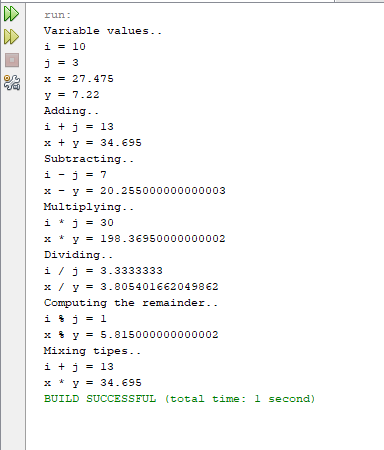 run:
Variable values..
i = 10
j = 3
x = 27.475
y = 7.22
Adding..
i + j = 13
x + y = 34.695
Subtracting..
i - j = 7
x - y = 20.255000000000003
Multiplying..
i * j = 30
x * y = 198.36950000000002
Dividing..
i / j = 3.3333333
x / y = 3.805401662049862
Computing the remainder..
i % j = 1
x % y = 5.815000000000002
Mixing tipes..
i + j = 13
x * y = 34.695
BUILD SUCCESSFUL (total time: 1 second)